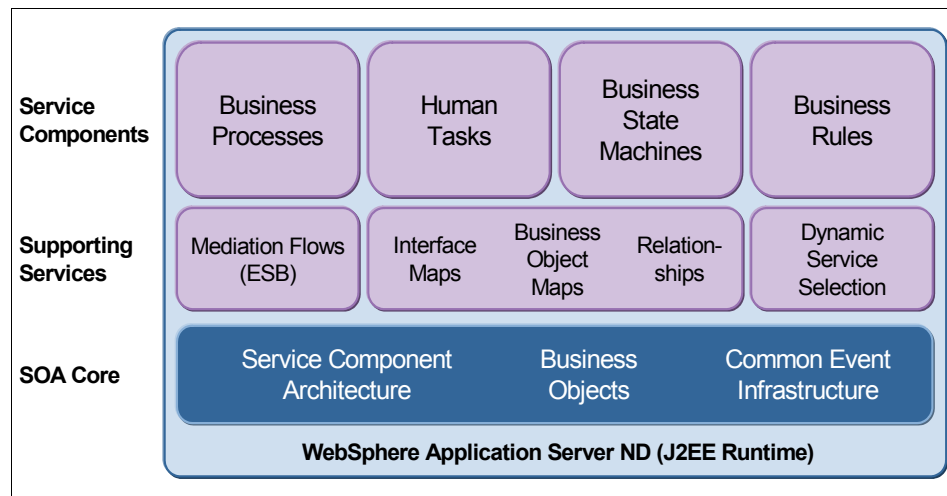 Service
Components
Business
Processes
Human
Tasks
Business
State
Machines
Business
Rules
Supporting
Services
Mediation Flows
(ESB)
Interface
Maps
Business
Object
Maps
Relation-
ships
Dynamic
Service
Selection
SOA Core
Service Component
Architecture
Business
Objects
Common Event
Infrastructure
WebSphere Application Server ND (J2EE Runtime)